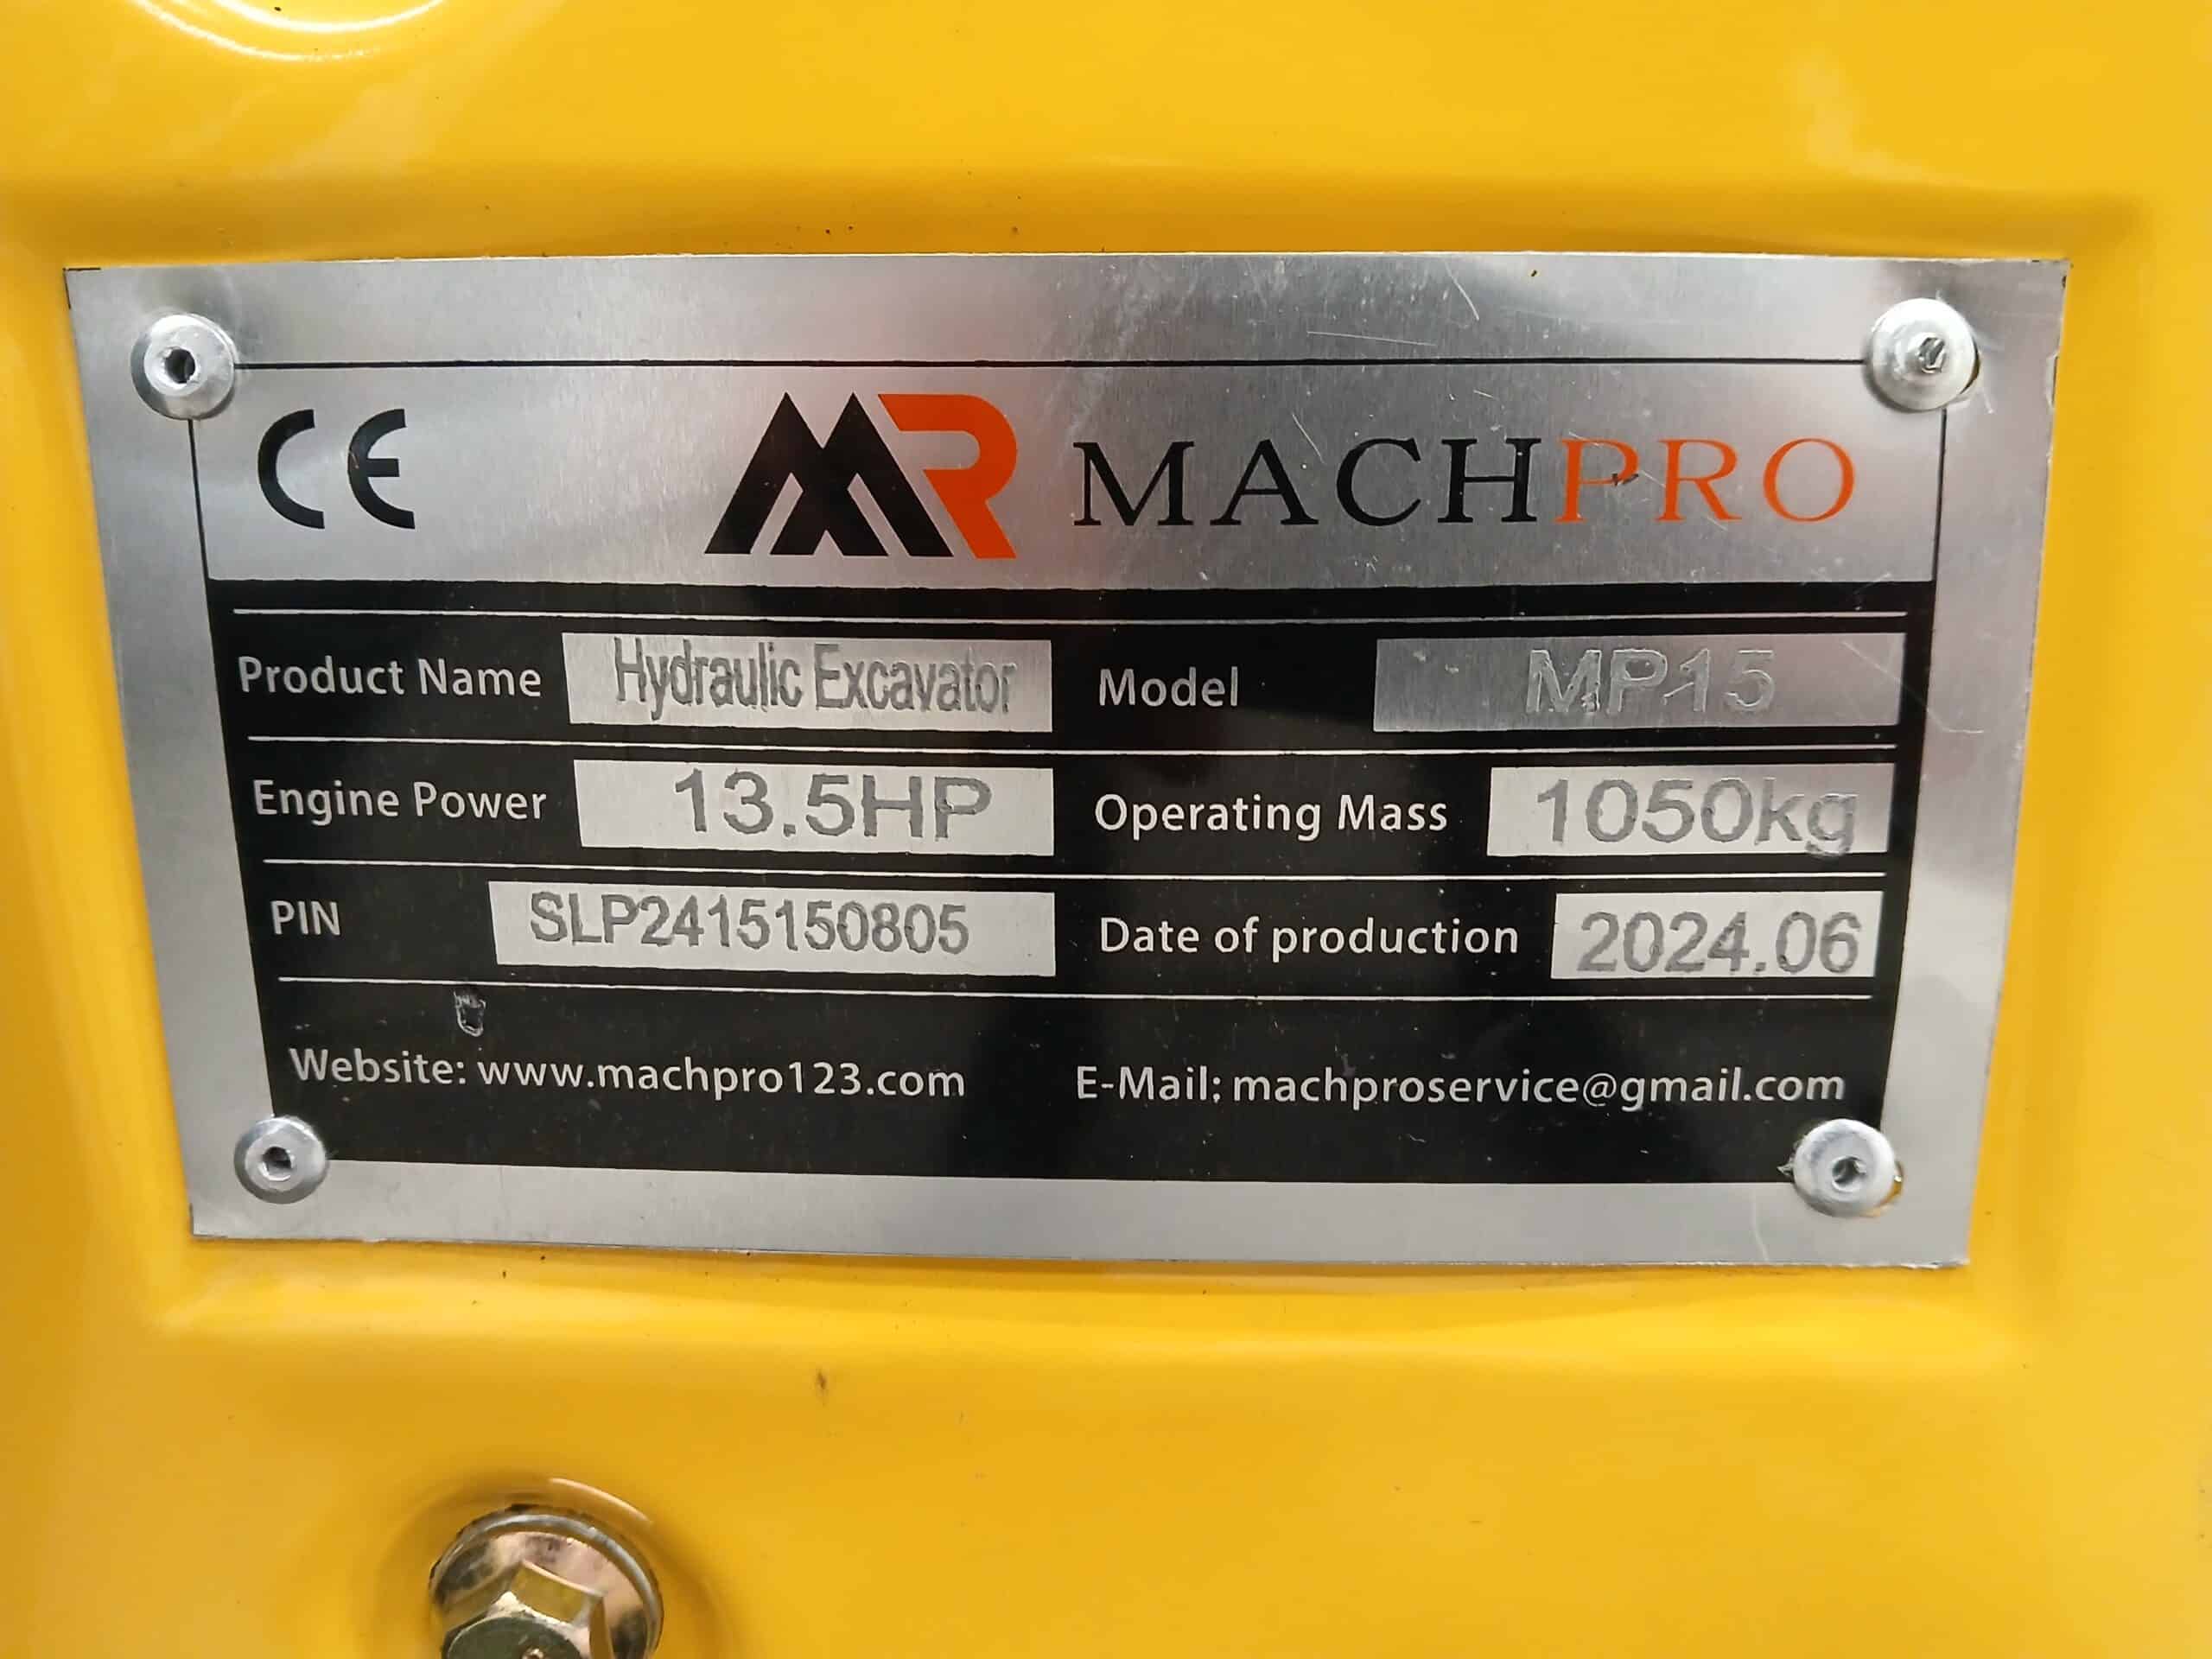 CE MR MACHPRO
Product Name Hydraulic Excavator Model MP15
Engine Power 13.5HP Operating Mass 1050kg
PIN SLP2415150805 Date of production 2024.06
Website: www.machpro123.com E-Mail: machproservice@gmail.com